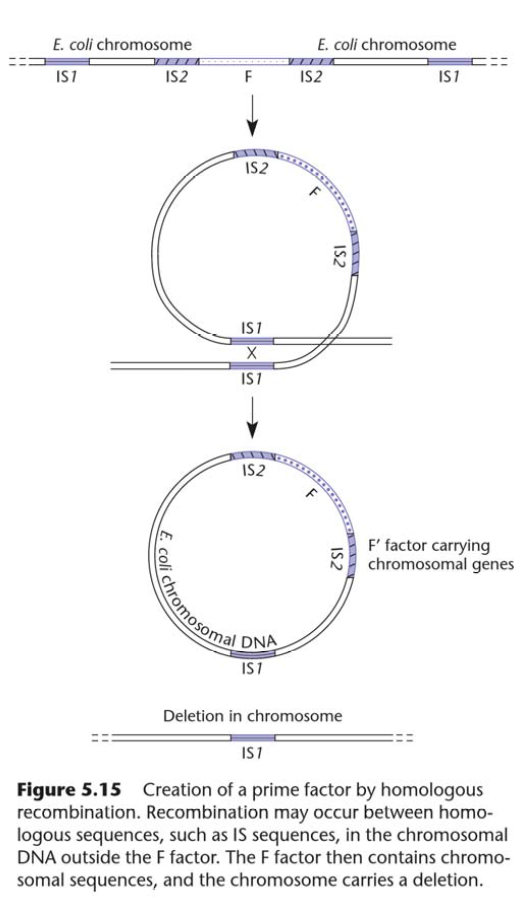 E. coli chromosome E. coli chromosome
IS1 IS2 F IS2 IS1
IS2
F
IS2
IS1
X
IS1
IS2
F
IS2
F′ factor carrying
chromosomal genes
E. coli chromosomal DNA
IS1
Deletion in chromosome
IS1
Figure 5.15 Creation of a prime factor by homologous
recombination. Recombination may occur between homo-
logous sequences, such as IS sequences, in the chromosomal
DNA outside the F factor. The F factor then contains chromo-
somal sequences, and the chromosome carries a deletion.